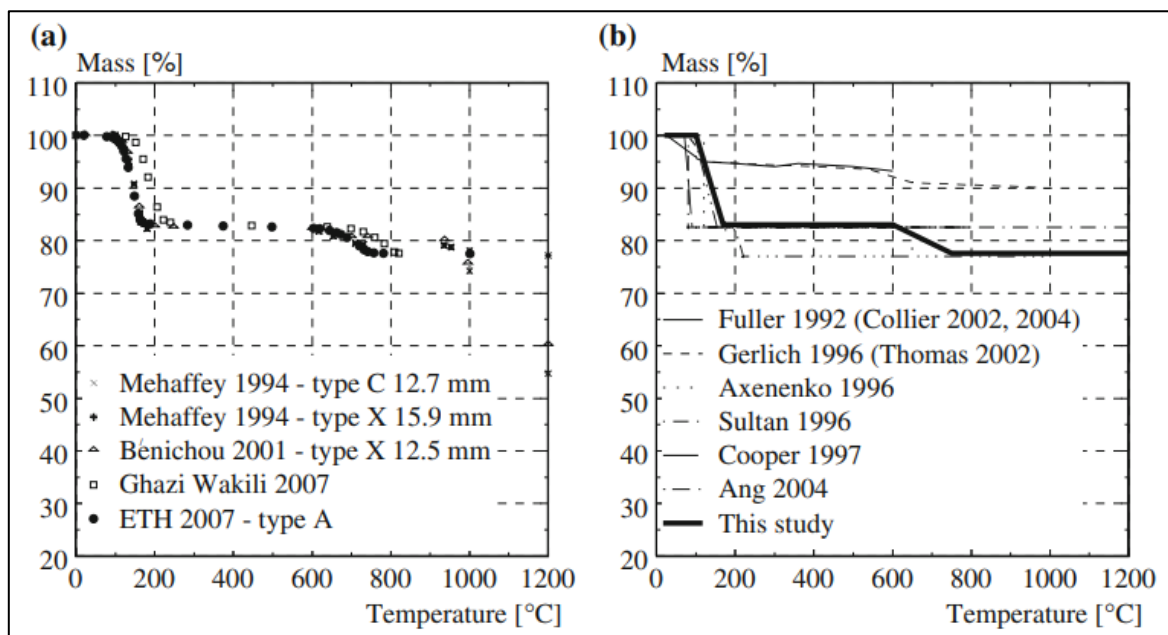 (a)
Mass [%]
110
100
90
80
70
60
50
40
30
20
0 200 400 600 800 1000 1200
Temperature [°C]
Mehaffey 1994 - type C 12.7 mm
Mehaffey 1994 - type X 15.9 mm
Bénichou 2001 - type X 12.5 mm
Ghazi Wakili 2007
ETH 2007 - type A
(b)
Mass [%]
110
100
90
80
70
60
50
40
30
20
0 200 400 600 800 1000 1200
Temperature [°C]
Fuller 1992 (Collier 2002, 2004)
Gerlich 1996 (Thomas 2002)
Axenenko 1996
Sultan 1996
Cooper 1997
Ang 2004
This study